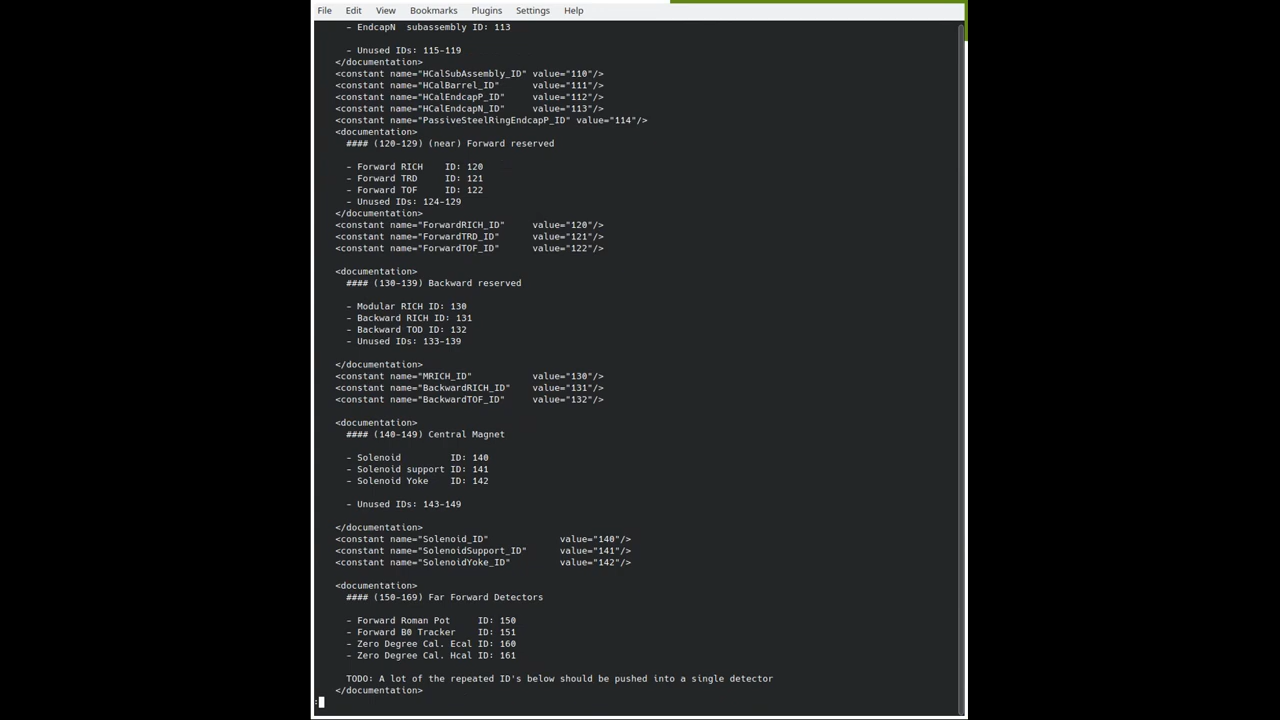 File Edit View Bookmarks Plugins Settings Help
- EndcapN  subassembly ID: 113
- Unused IDs: 115-119
</documentation>
<constant name="HCalSubAssembly_ID" value="110"/>
<constant name="HCalBarrel_ID"      value="111"/>
<constant name="HCalEndcapP_ID"     value="112"/>
<constant name="HCalEndcapN_ID"     value="113"/>
<constant name="PassiveSteelRingEndcapP_ID" value="114"/>
<documentation>
#### (120-129) (near) Forward reserved
- Forward RICH    ID: 120
- Forward TRD     ID: 121
- Forward TOF     ID: 122
- Unused IDs: 124-129
</documentation>
<constant name="ForwardRICH_ID"     value="120"/>
<constant name="ForwardTRD_ID"      value="121"/>
<constant name="ForwardTOF_ID"      value="122"/>
<documentation>
#### (130-139) Backward reserved
- Modular RICH ID: 130
- Backward RICH ID: 131
- Backward TOD ID: 132
- Unused IDs: 133-139
</documentation>
<constant name="MRICH_ID"           value="130"/>
<constant name="BackwardRICH_ID"    value="131"/>
<constant name="BackwardTOF_ID"     value="132"/>
<documentation>
#### (140-149) Central Magnet
- Solenoid         ID: 140
- Solenoid support ID: 141
- Solenoid Yoke    ID: 142
- Unused IDs: 143-149
</documentation>
<constant name="Solenoid_ID"             value="140"/>
<constant name="SolenoidSupport_ID"      value="141"/>
<constant name="SolenoidYoke_ID"         value="142"/>
<documentation>
#### (150-169) Far Forward Detectors
- Forward Roman Pot     ID: 150
- Forward B0 Tracker    ID: 151
- Zero Degree Cal. Ecal ID: 160
- Zero Degree Cal. Hcal ID: 161
TODO: A lot of the repeated ID's below should be pushed into a single detector
</documentation>
: